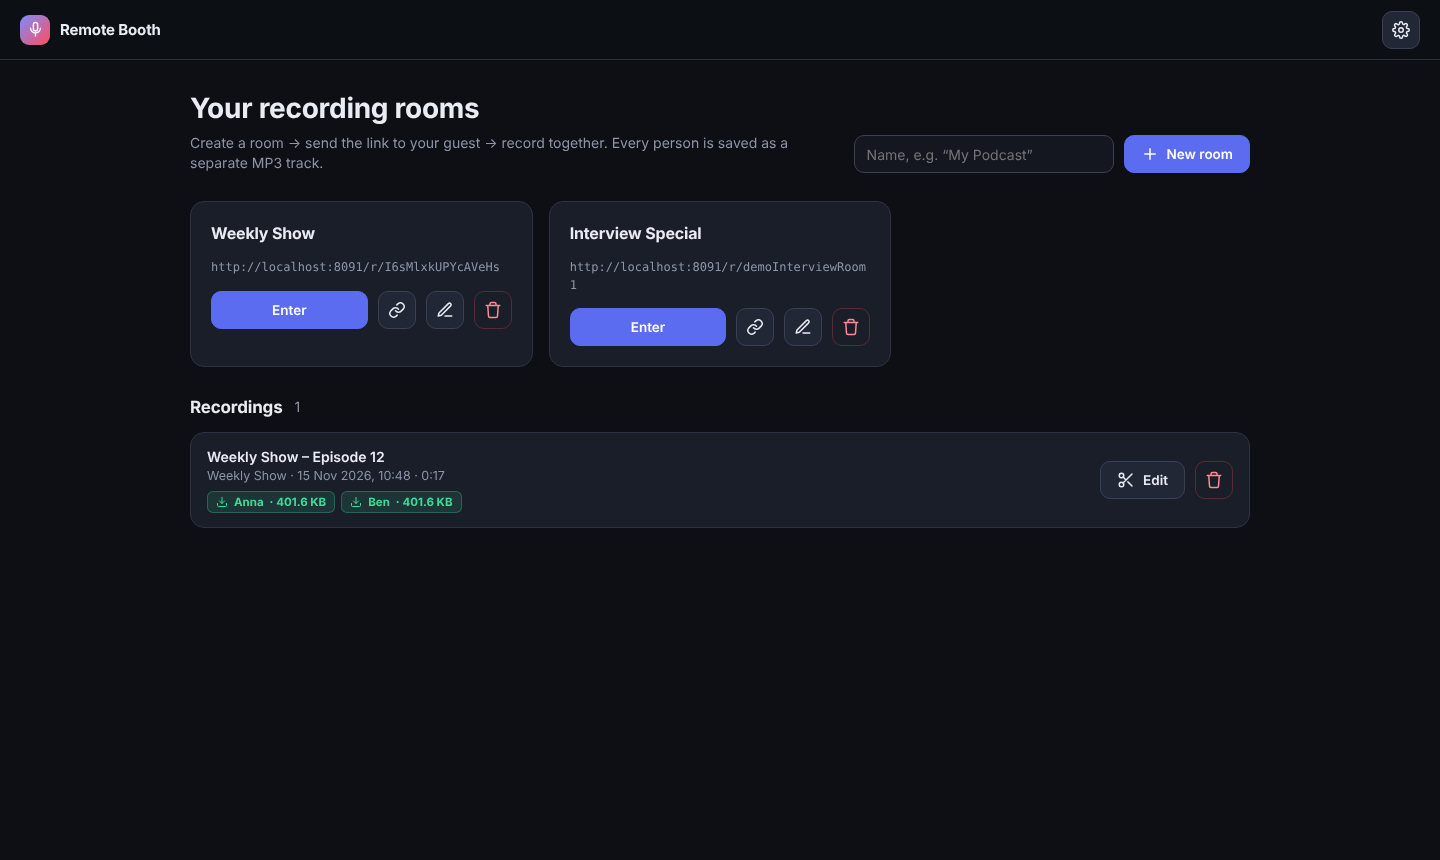 Remote Booth
Your recording rooms
Create a room → send the link to your guest → record together. Every person is saved as a
separate MP3 track.
Name, e.g. “My Podcast”
New room
Weekly Show
http://localhost:8091/r/I6sMlxkUPYcAVeHs
Enter
Interview Special
http://localhost:8091/r/demoInterviewRoom
1
Enter
Recordings 1
Weekly Show – Episode 12
Weekly Show · 15 Nov 2026, 10:48 · 0:17
Anna · 401.6 KB
Ben · 401.6 KB
Edit